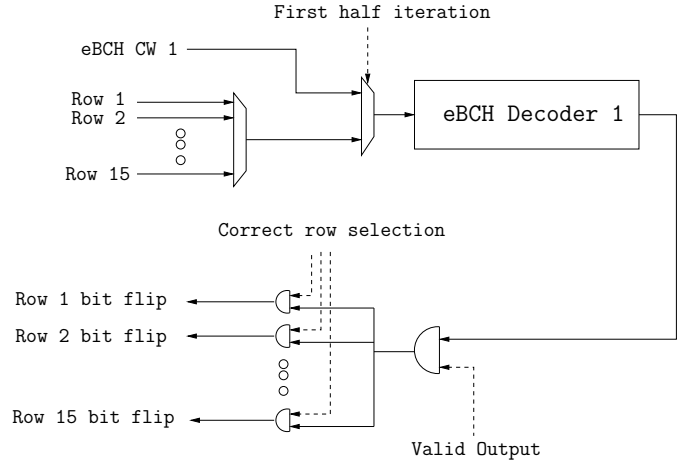 First half iteration
eBCH CW 1
Row 1
Row 2
Row 15
eBCH Decoder 1
Correct row selection
Row 1 bit flip
Row 2 bit flip
Row 15 bit flip
Valid Output